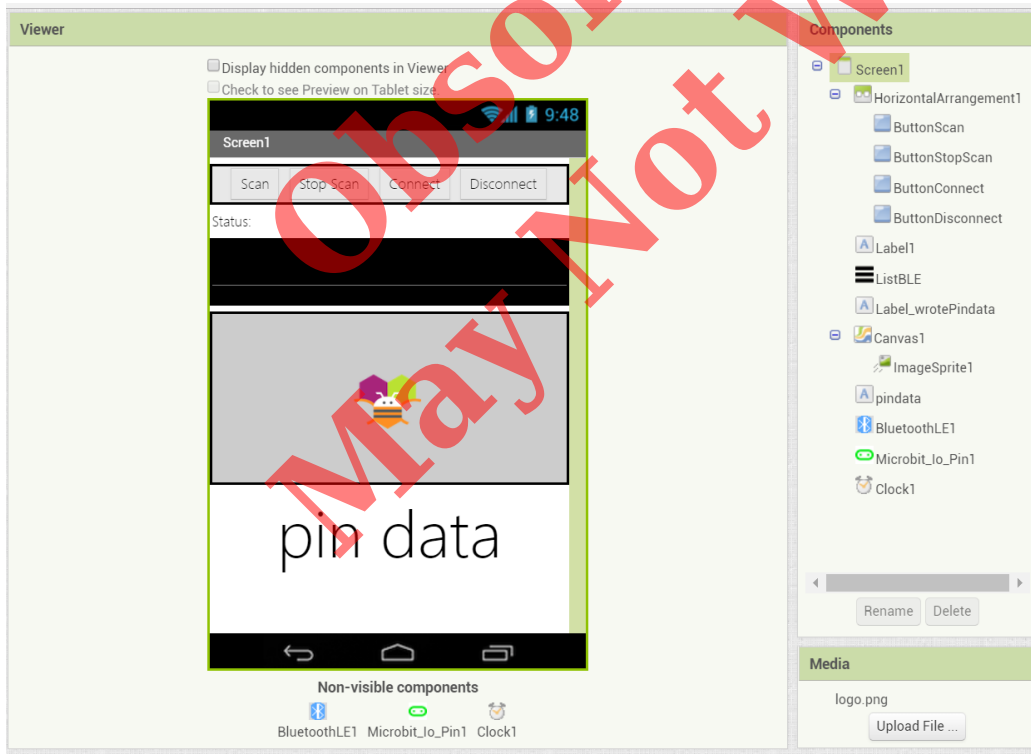 Viewer
Components
Display hidden components in Viewer
Check to see Preview on Tablet size.
9:48
Screen1
Scan Stop Scan Connect Disconnect
Status:
pin data
Non-visible components
BluetoothLE1 Microbit_Io_Pin1 Clock1
Screen1
HorizontalArrangement1
ButtonScan
ButtonStopScan
ButtonConnect
ButtonDisconnect
Label1
ListBLE
Label_wrotePindata
Canvas1
ImageSprite1
pindata
BluetoothLE1
Microbit_Io_Pin1
Clock1
Rename Delete
Media
logo.png
Upload File ...
May Not